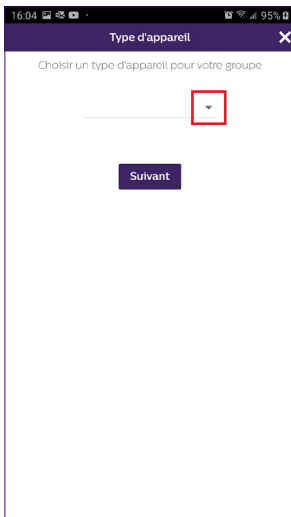 16:04 95%
Type d'appareil
Choisir un type d'appareil pour votre groupe
Suivant